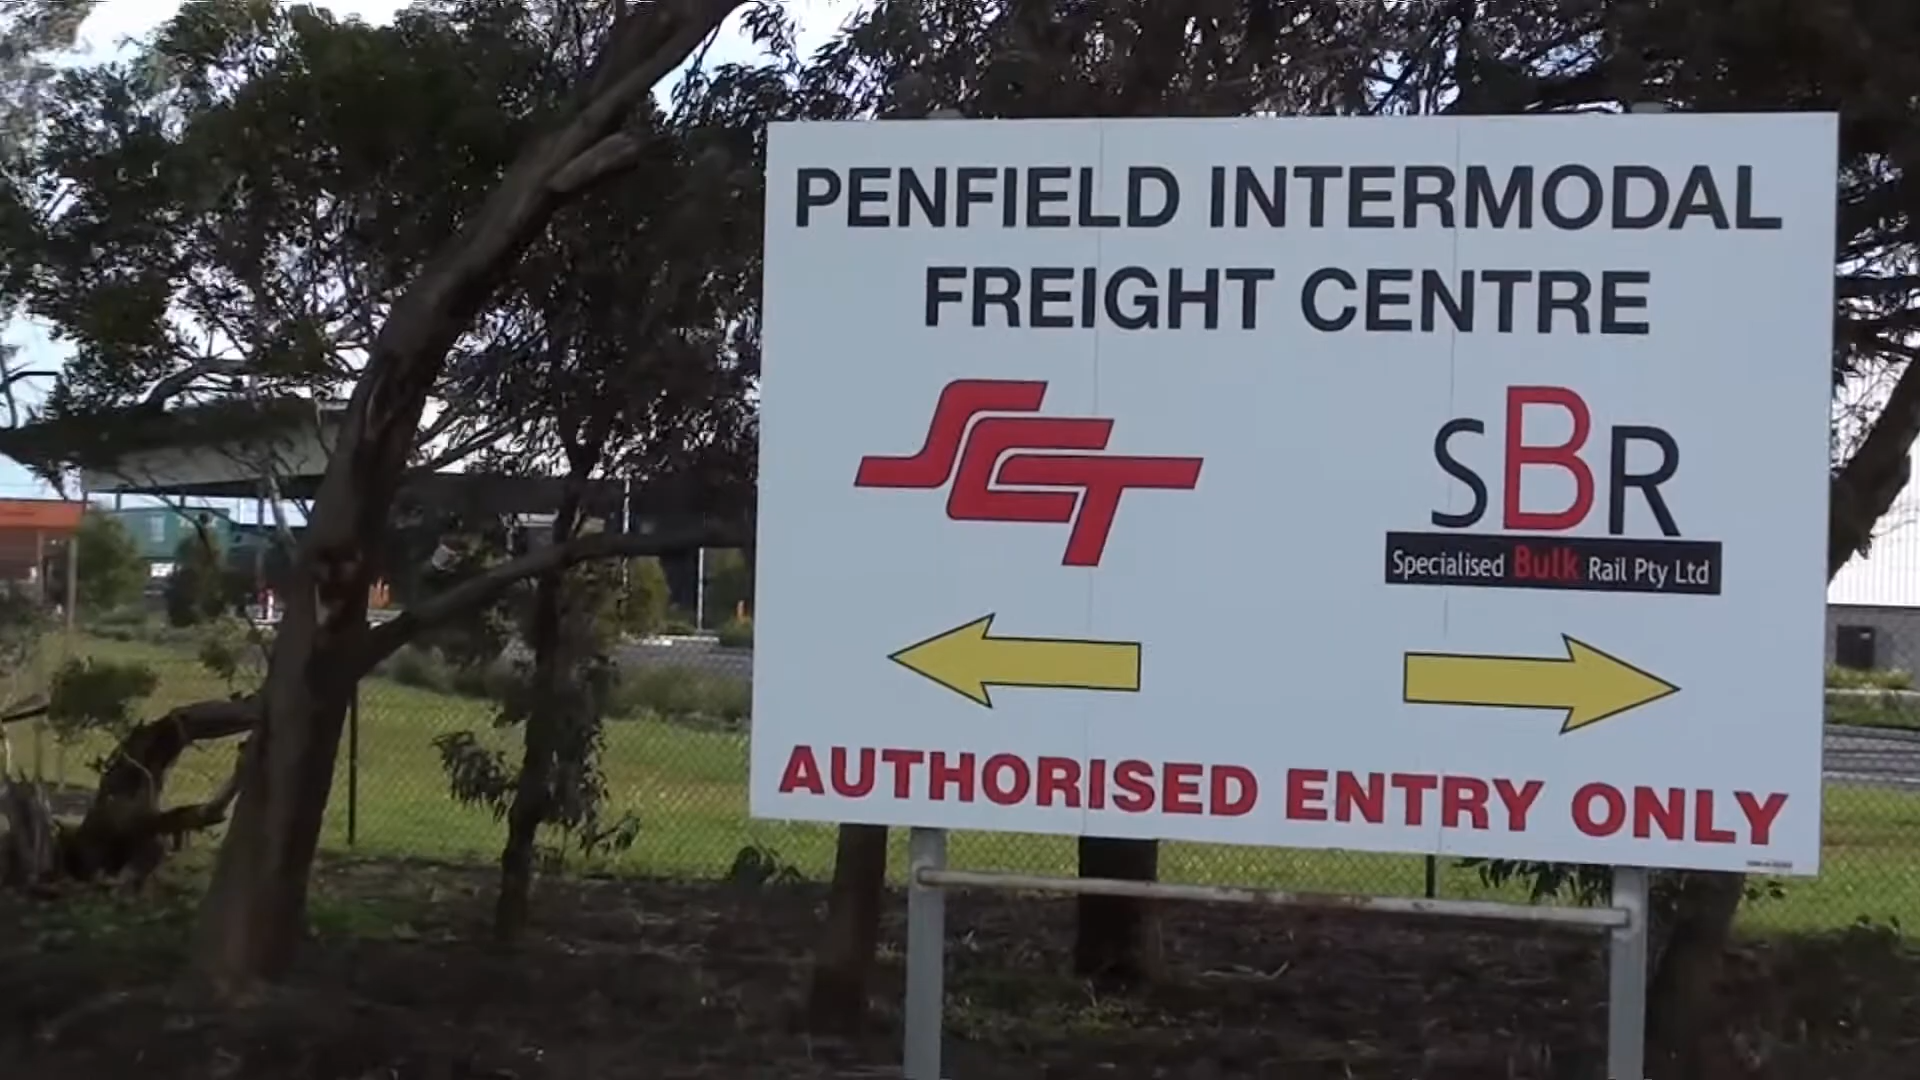 PENFIELD INTERMODAL
FREIGHT CENTRE
SCT
SBR
Specialised Bulk Rail Pty Ltd
AUTHORISED ENTRY ONLY